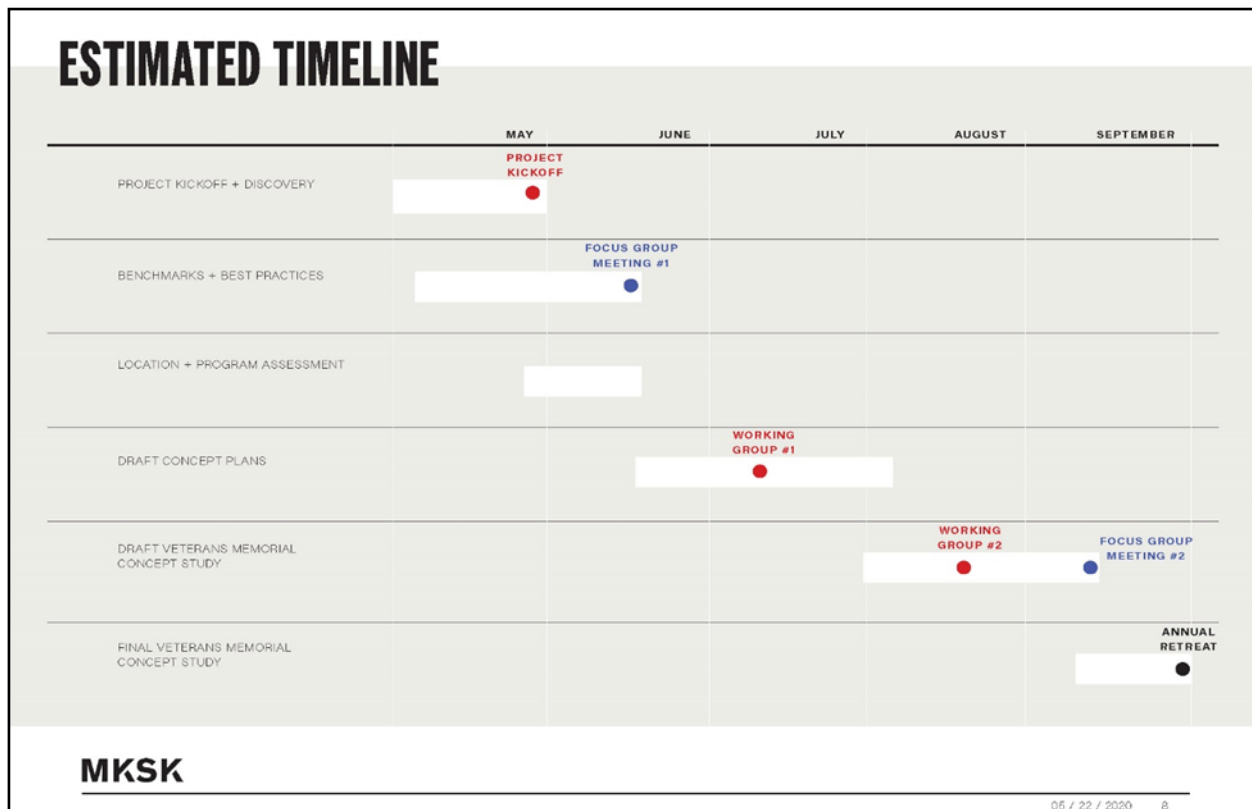 ESTIMATED TIMELINE
MAY JUNE JULY AUGUST SEPTEMBER
PROJECT
KICKOFF
PROJECT KICKOFF + DISCOVERY
FOCUS GROUP
MEETING #1
BENCHMARKS + BEST PRACTICES
LOCATION + PROGRAM ASSESSMENT
WORKING
GROUP #1
DRAFT CONCEPT PLANS
WORKING
GROUP #2
FOCUS GROUP
MEETING #2
DRAFT VETERANS MEMORIAL
CONCEPT STUDY
ANNUAL
RETREAT
FINAL VETERANS MEMORIAL
CONCEPT STUDY
MKSK
05 / 22 / 2020 8